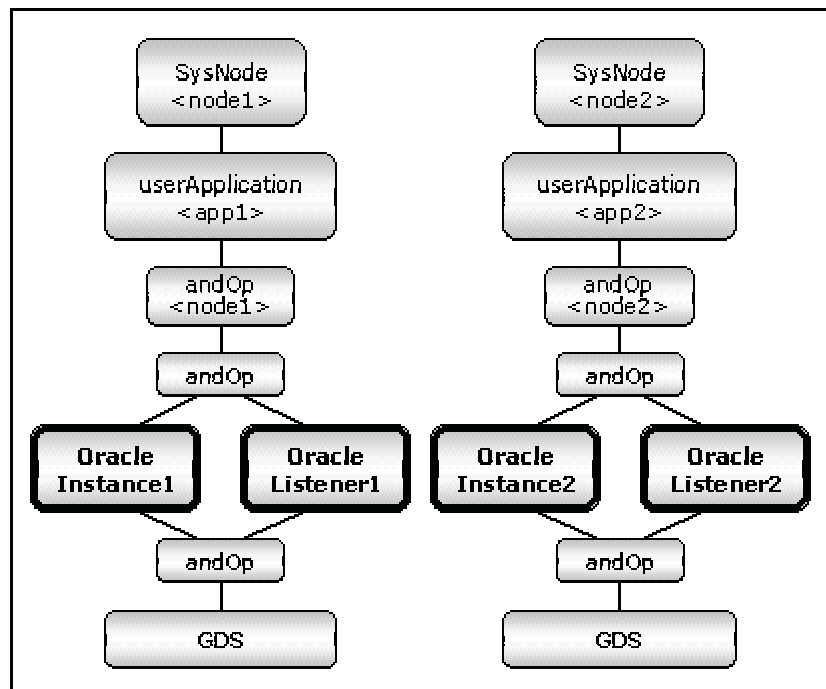 SysNode
<node1>
userApplication
<app1>
andOp
<node1>
andOp
Oracle
Instance1
Oracle
Listener1
andOp
GDS
SysNode
<node2>
userApplication
<app2>
andOp
<node2>
andOp
Oracle
Instance2
Oracle
Listener2
andOp
GDS